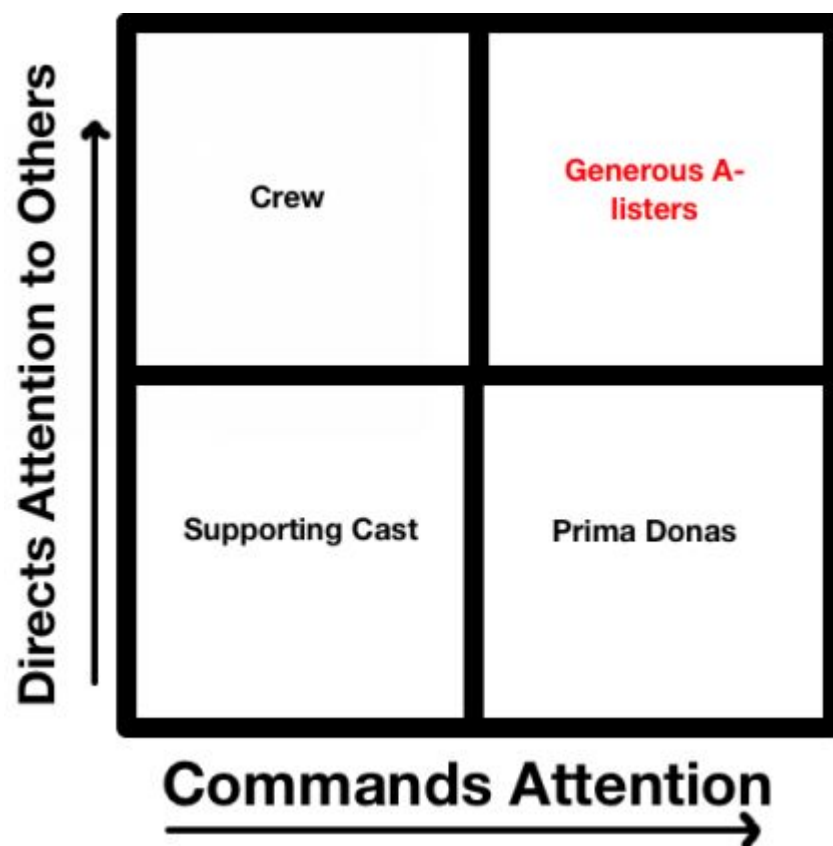 Directs Attention to Others
Crew
Generous A-
listers
Supporting Cast
Prima Donas
Commands Attention